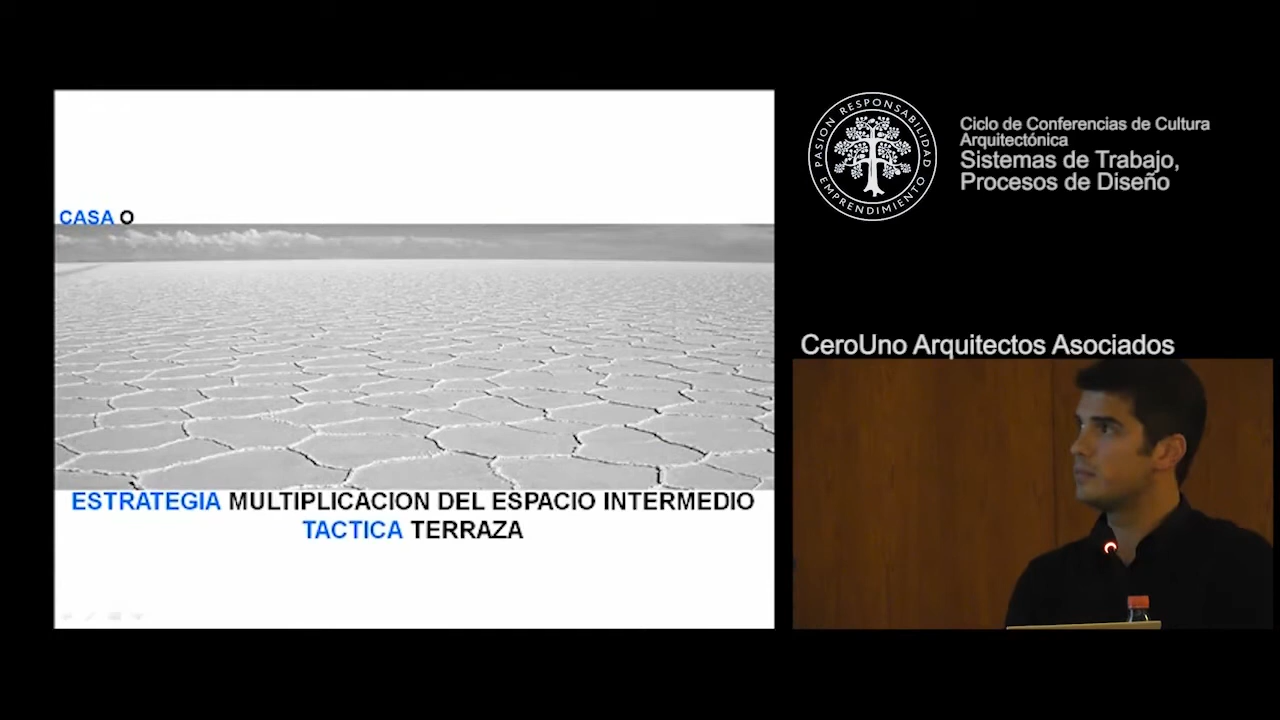 CASA O
ESTRATEGIA MULTIPLICACION DEL ESPACIO INTERMEDIO
TACTICA TERRAZA
PASION RESPONSABILIDAD EMPRENDIMIENTO
Ciclo de Conferencias de Cultura
Arquitectónica
Sistemas de Trabajo,
Procesos de Diseño
CeroUno Arquitectos Asociados